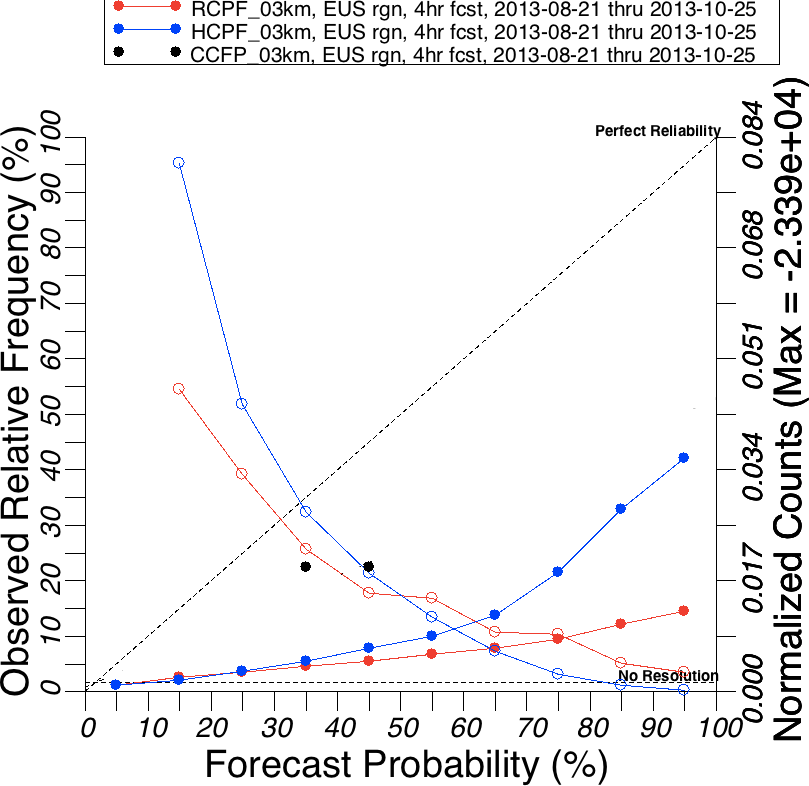 RCPF_03km, EUS rgn, 4hr fcst, 2013-08-21 thru 2013-10-25
HCPF_03km, EUS rgn, 4hr fcst, 2013-08-21 thru 2013-10-25
CCFP_03km, EUS rgn, 4hr fcst, 2013-08-21 thru 2013-10-25
Perfect Reliability
Observed Relative Frequency (%)
100
90
80
70
60
50
40
30
20
10
0
0.084
0.068
0.051
0.034
0.017
0.000
Normalized Counts (Max = -2.339e+04)
No Resolution
0 10 20 30 40 50 60 70 80 90 100
Forecast Probability (%)